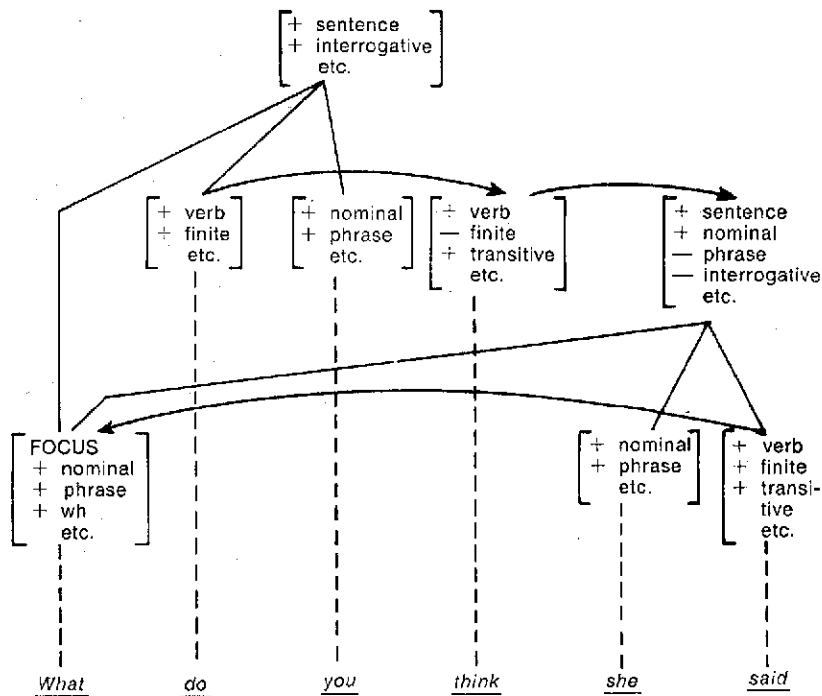 + sentence
+ interrogative
etc.
+ verb
+ finite
etc.
+ nominal
+ phrase
etc.
+ verb
− finite
+ transitive
etc.
+ sentence
+ nominal
− phrase
− interrogative
etc.
FOCUS
+ nominal
+ phrase
+ wh
etc.
+ nominal
+ phrase
etc.
+ verb
+ finite
+ transi-
tive
etc.
What do you think she said